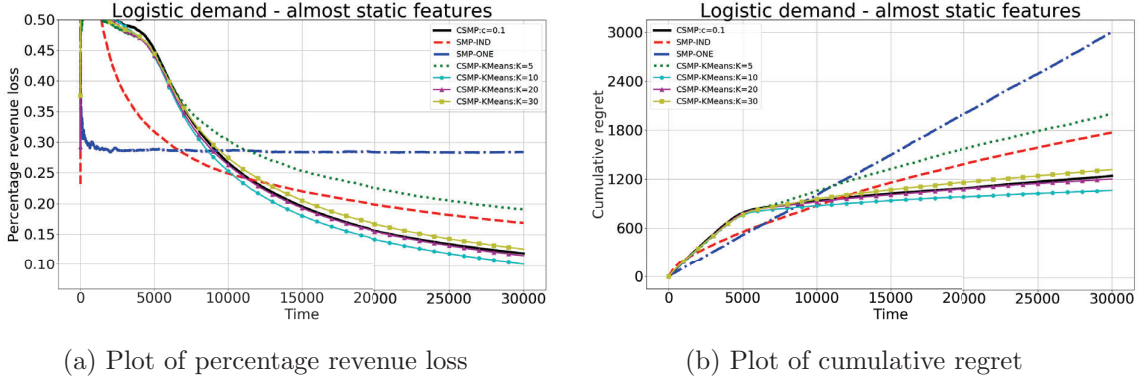 Logistic demand - almost static features
Percentage revenue loss
0.50
0.45
0.40
0.35
0.30
0.25
0.20
0.15
0.10
CSMP:c=0.1
SMP-IND
SMP-ONE
CSMP-KMeans:K=5
CSMP-KMeans:K=10
CSMP-KMeans:K=20
CSMP-KMeans:K=30
0 5000 10000 15000 20000 25000 30000
Time
(a) Plot of percentage revenue loss
Logistic demand - almost static features
Cumulative regret
3000
2400
1800
1200
600
0
CSMP:c=0.1
SMP-IND
SMP-ONE
CSMP-KMeans:K=5
CSMP-KMeans:K=10
CSMP-KMeans:K=20
CSMP-KMeans:K=30
0 5000 10000 15000 20000 25000 30000
Time
(b) Plot of cumulative regret